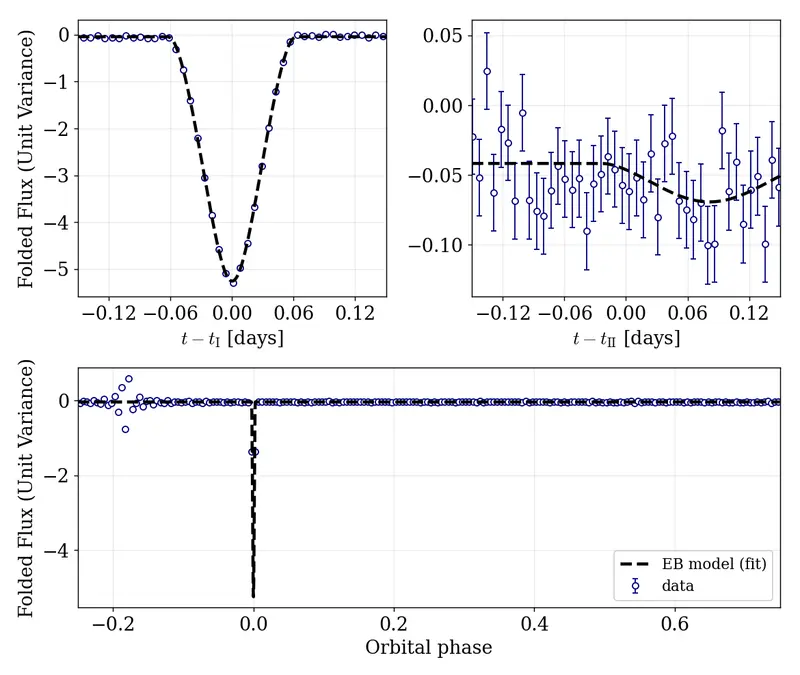 Folded Flux (Unit Variance)
0
−1
−2
−3
−4
−5
−0.12 −0.06 0.00 0.06 0.12
t − tI [days]
0.05
0.00
−0.05
−0.10
−0.12 −0.06 0.00 0.06 0.12
t − tII [days]
Folded Flux (Unit Variance)
0
−2
−4
EB model (fit)
data
−0.2 0.0 0.2 0.4 0.6
Orbital phase